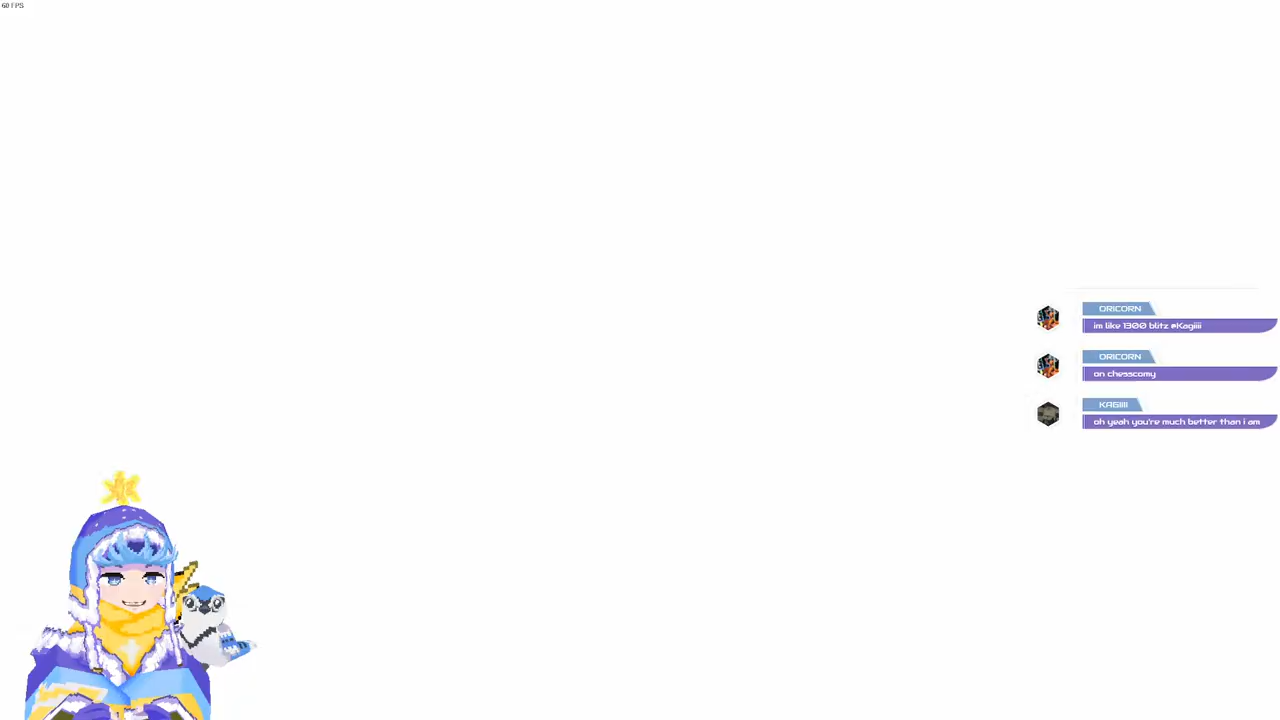 60 FPS
ORICORN
im like 1300 blitz @Kagiiii
ORICORN
on chesscomy
KAGIIII
oh yeah you're much better than i am